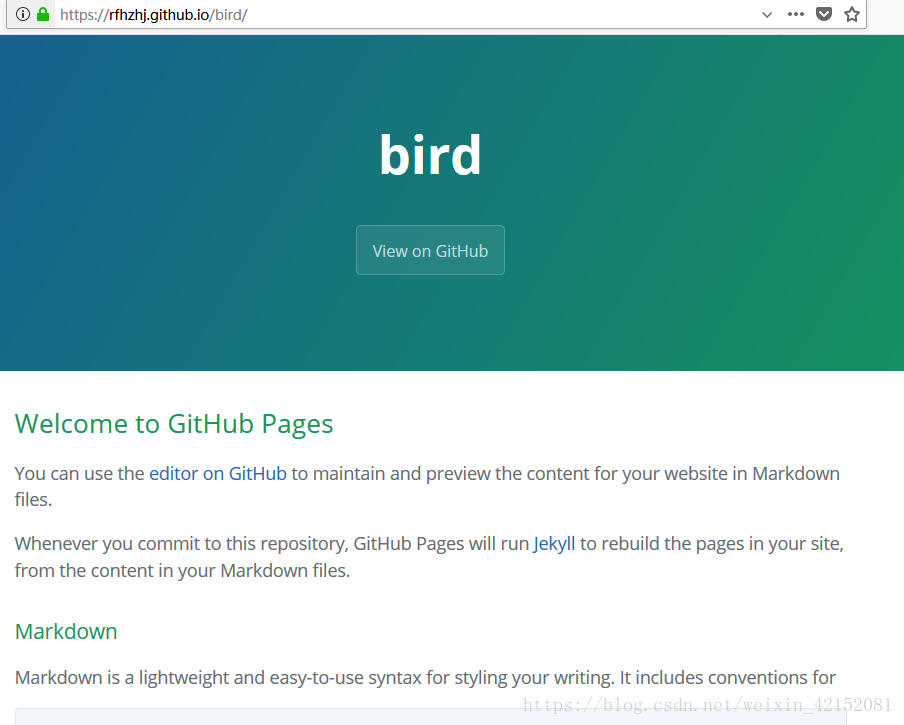 https://rfhzhj.github.io/bird/
bird
View on GitHub
Welcome to GitHub Pages
You can use the editor on GitHub to maintain and preview the content for your website in Markdown
files.
Whenever you commit to this repository, GitHub Pages will run Jekyll to rebuild the pages in your site,
from the content in your Markdown files.
Markdown
Markdown is a lightweight and easy-to-use syntax for styling your writing. It includes conventions for
https://blog.csdn.net/weixin_42152081